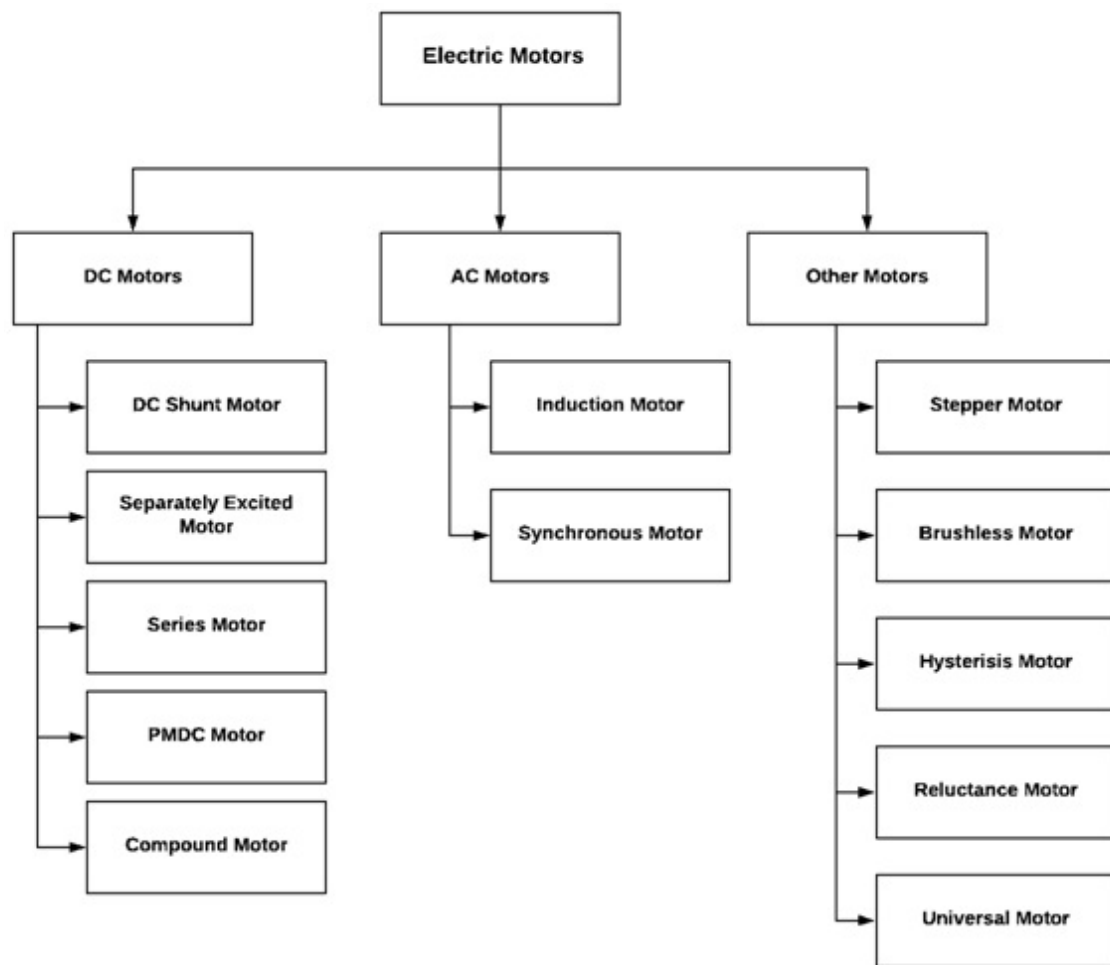 Electric Motors
DC Motors
AC Motors
Other Motors
DC Shunt Motor
Separately Excited
Motor
Series Motor
PMDC Motor
Compound Motor
Induction Motor
Synchronous Motor
Stepper Motor
Brushless Motor
Hysterisis Motor
Reluctance Motor
Universal Motor